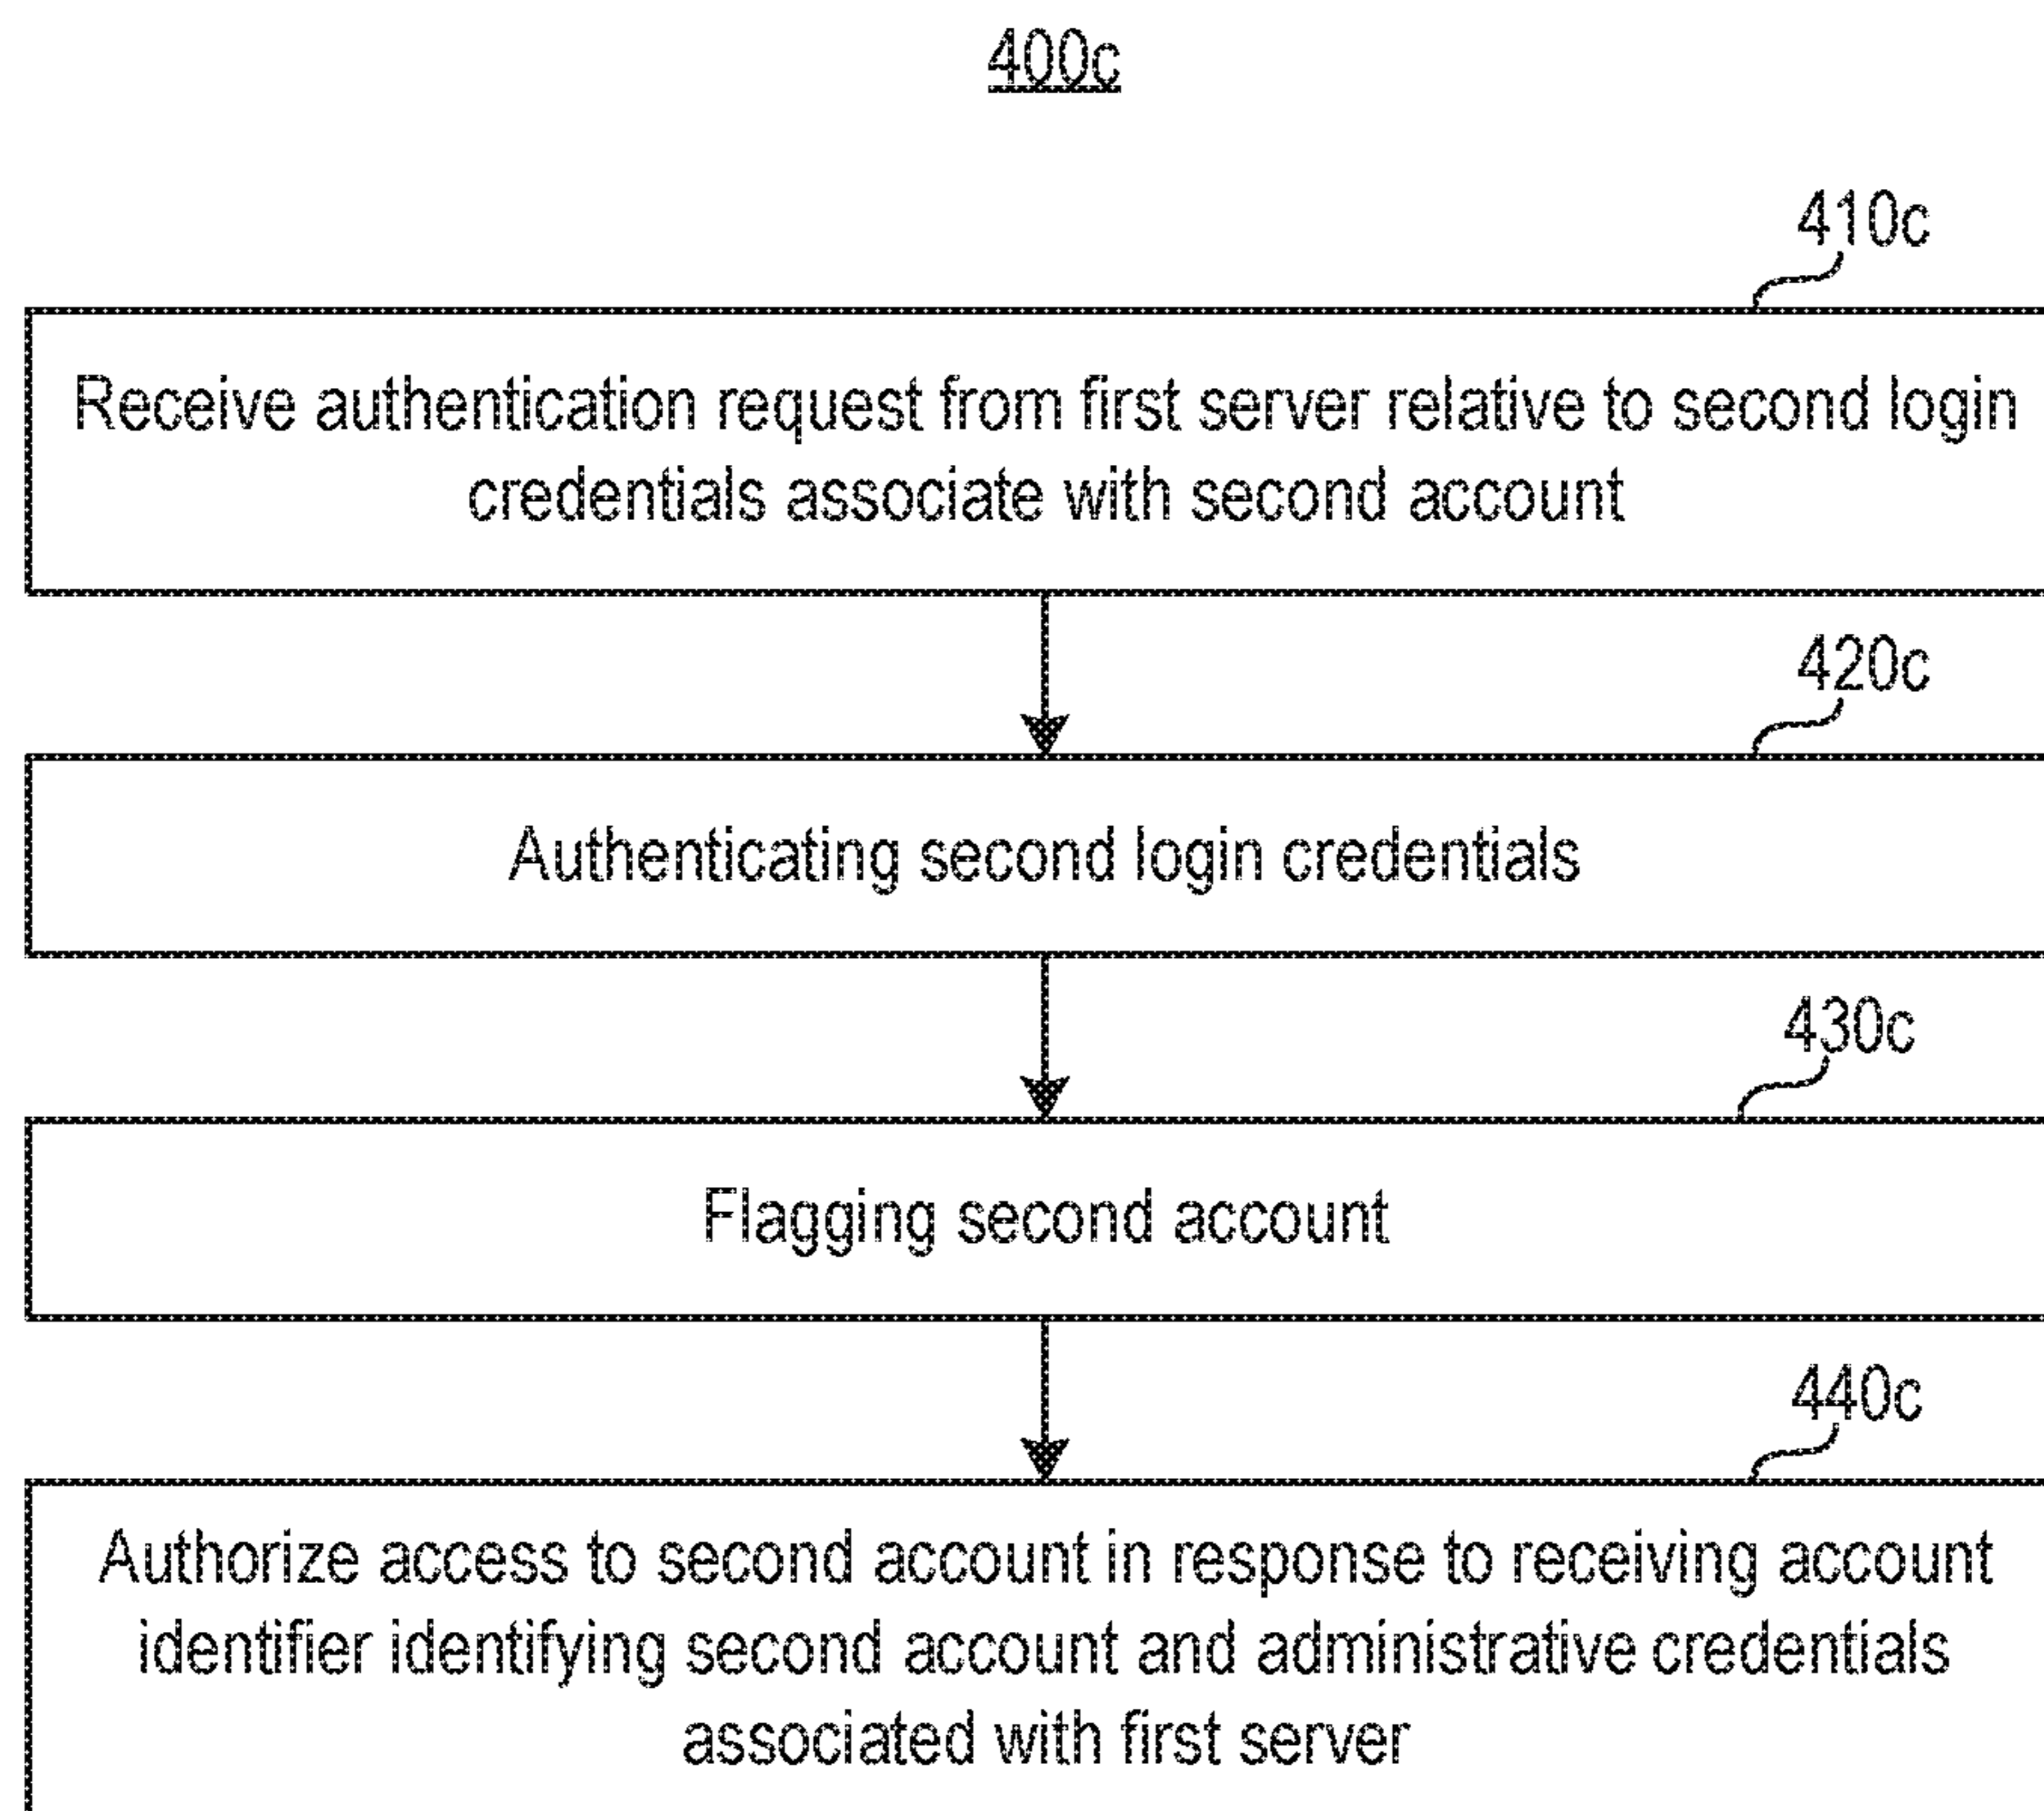 400c
410c
Receive authentication request from first server relative to second login
credentials associate with second account
420c
Authenticating second login credentials
430c
Flagging second account
440c
Authorize access to second account in response to receiving account
identifier identifying second account and administrative credentials
associated with first server